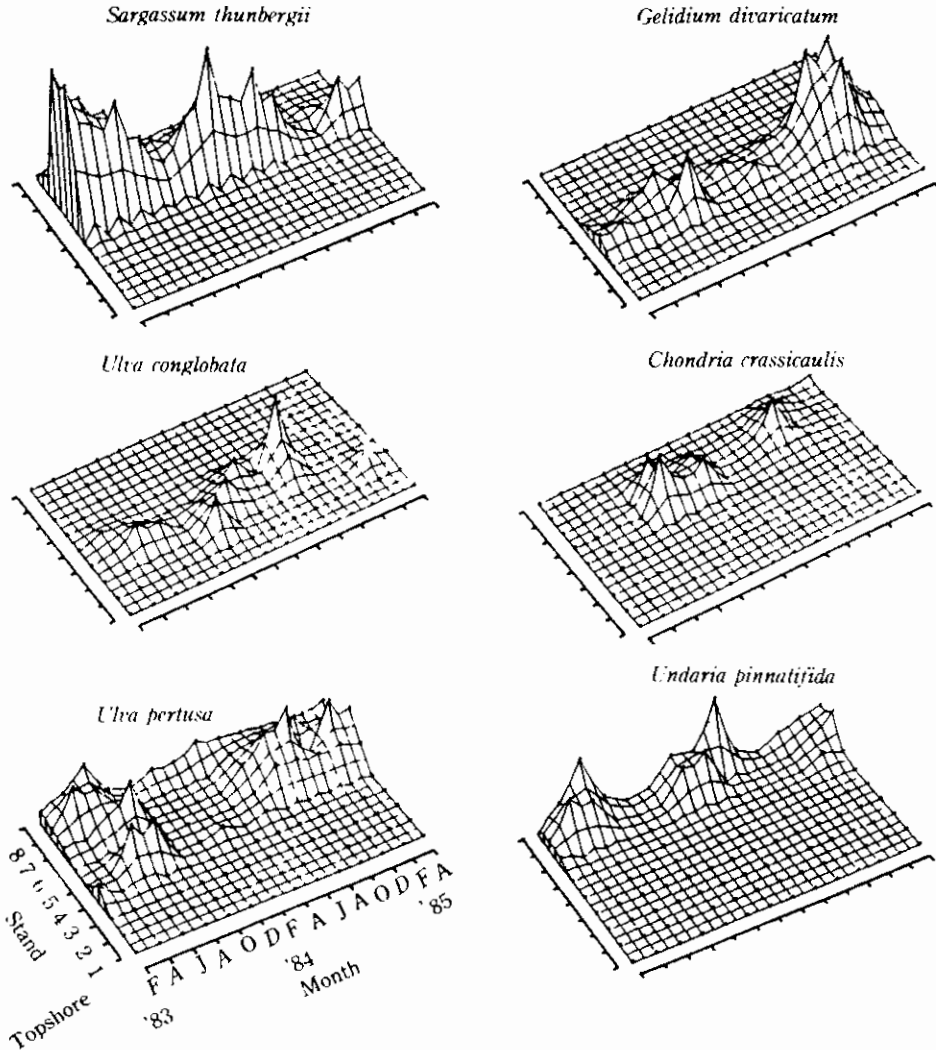 Sargassum thunbergii
Gelidium divaricatum
Ulva conglobata
Chondria crassicaulis
Ulva pertusa
Undaria pinnatifida
8 7 6 5 4 3 2 1
Stand
Topshore
F A J A O D F A J A O D F A
'83
'84
'85
Month